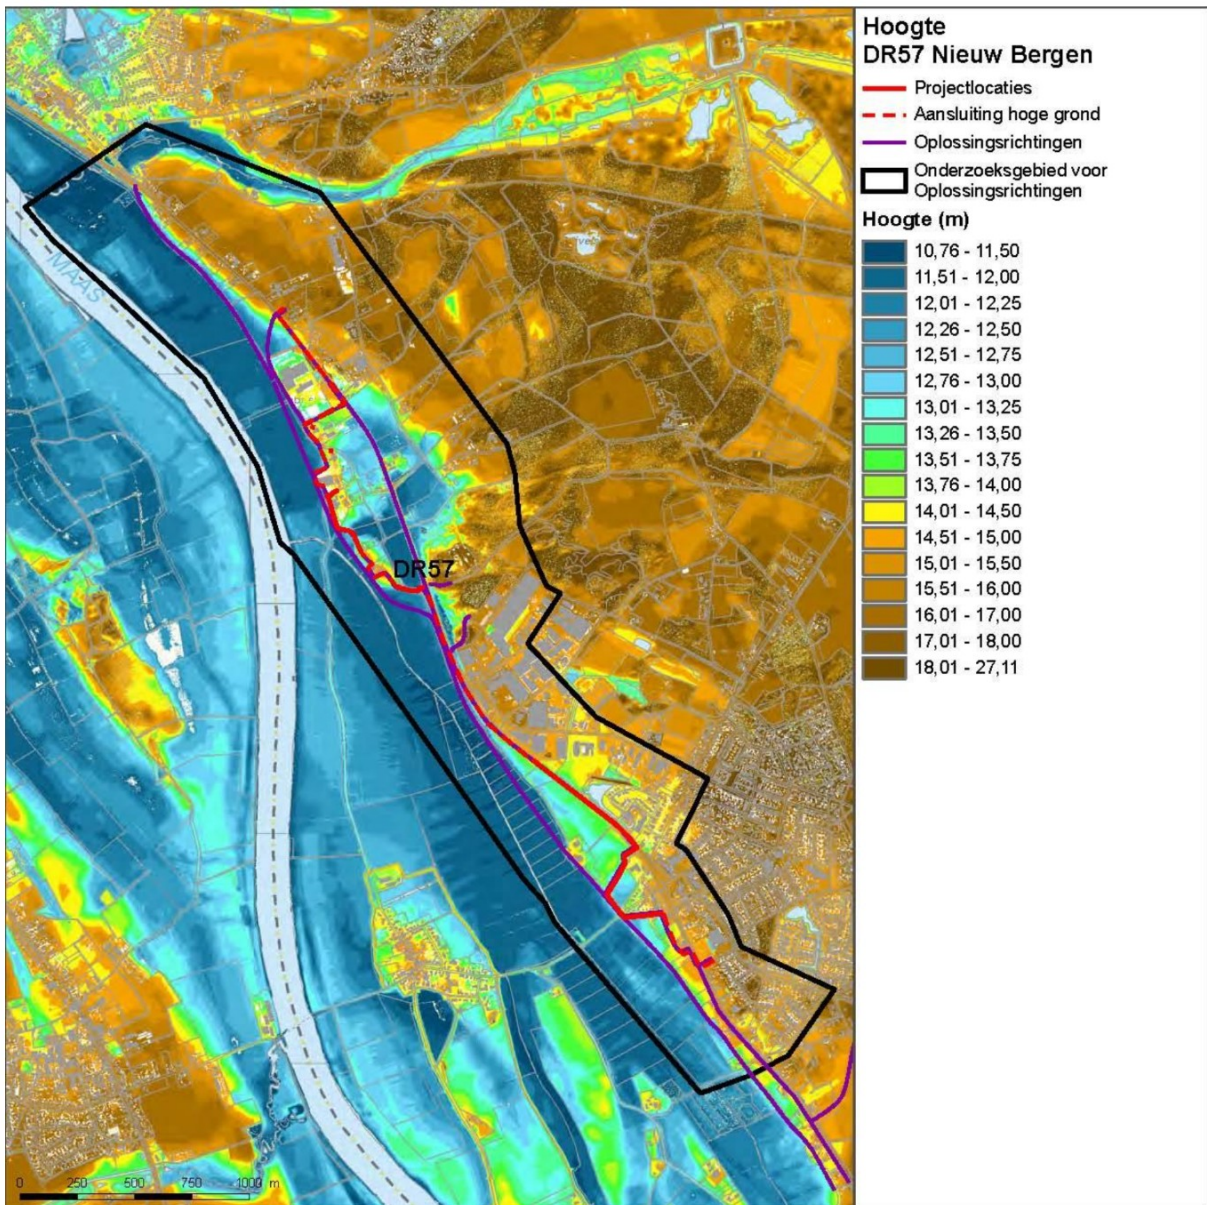 Hoogte
DR57 Nieuw Bergen
Projectlocaties
Aansluiting hoge grond
Oplossingsrichtingen
Onderzoeksgebied voor
Oplossingsrichtingen
Hoogte (m)
10,76 - 11,50
11,51 - 12,00
12,01 - 12,25
12,26 - 12,50
12,51 - 12,75
12,76 - 13,00
13,01 - 13,25
13,26 - 13,50
13,51 - 13,75
13,76 - 14,00
14,01 - 14,50
14,51 - 15,00
15,01 - 15,50
15,51 - 16,00
16,01 - 17,00
17,01 - 18,00
18,01 - 27,11
MAAS
DR57
0 250 500 750 1000 m